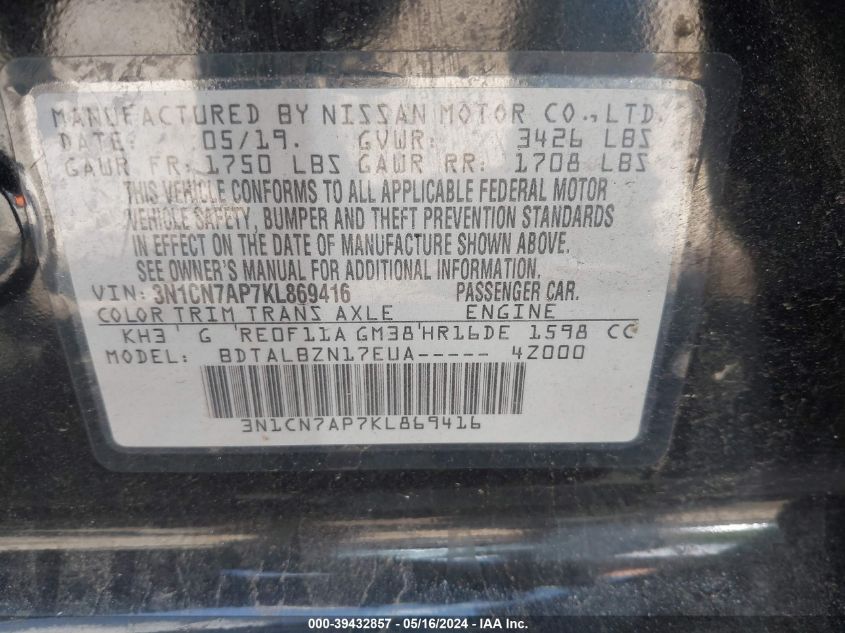 MANUFACTURED BY NISSAN MOTOR CO., LTD.
DATE: 05/19. GVWR: 3426 LBS
GAWR FR: 1750 LBS GAWR RR: 1708 LBS
THIS VEHICLE CONFORMS TO ALL APPLICABLE FEDERAL MOTOR
VEHICLE SAFETY, BUMPER AND THEFT PREVENTION STANDARDS
IN EFFECT ON THE DATE OF MANUFACTURE SHOWN ABOVE.
SEE OWNER'S MANUAL FOR ADDITIONAL INFORMATION.
VIN: 3N1CN7AP7KL869416 PASSENGER CAR.
COLOR TRIM TRANS AXLE ENGINE
KH3 ' G 'RE0F11A GM38'HR16DE 1598 CC
MODEL: BDTALBZN17EUA----- 4Z000
3N1CN7AP7KL869416
000-39432857 - 05/16/2024 - www.iaai.com